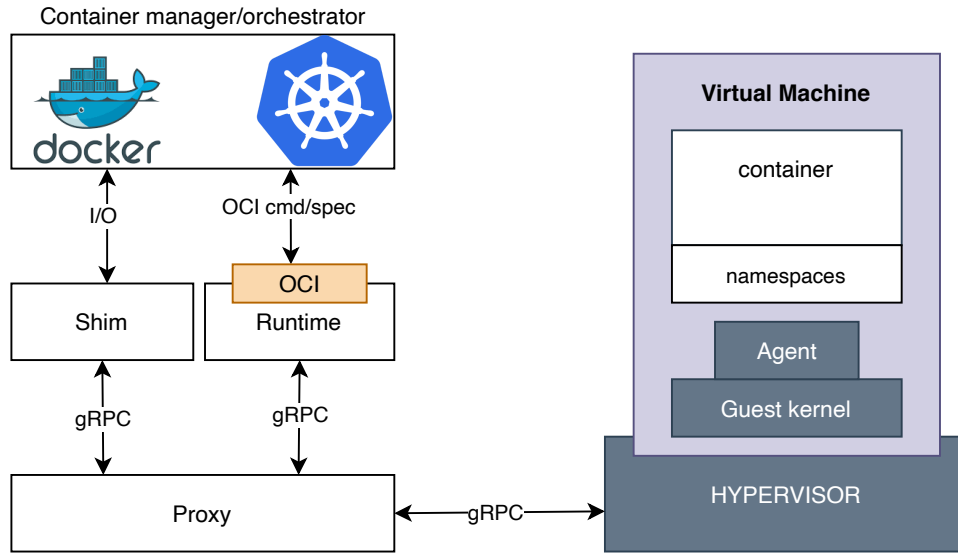 Container manager/orchestrator
docker
I/O
OCI cmd/spec
OCI
Shim
Runtime
gRPC
gRPC
Proxy
gRPC
Virtual Machine
container
namespaces
Agent
Guest kernel
HYPERVISOR